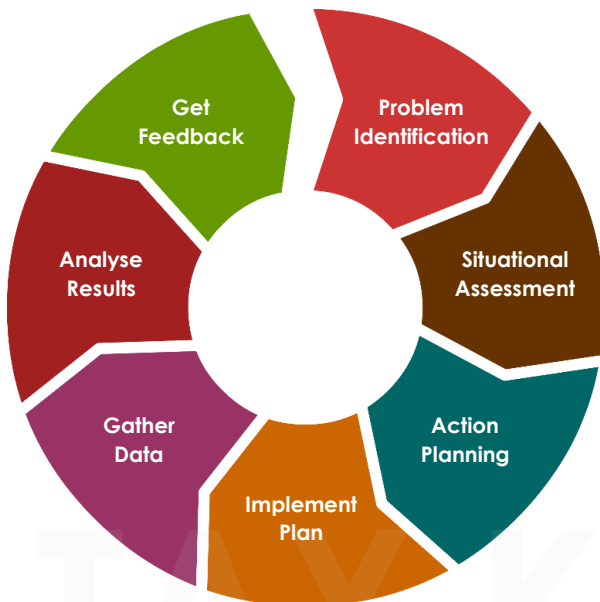 Problem
Identification
Situational
Assessment
Action
Planning
Implement
Plan
Gather
Data
Analyse
Results
Get
Feedback